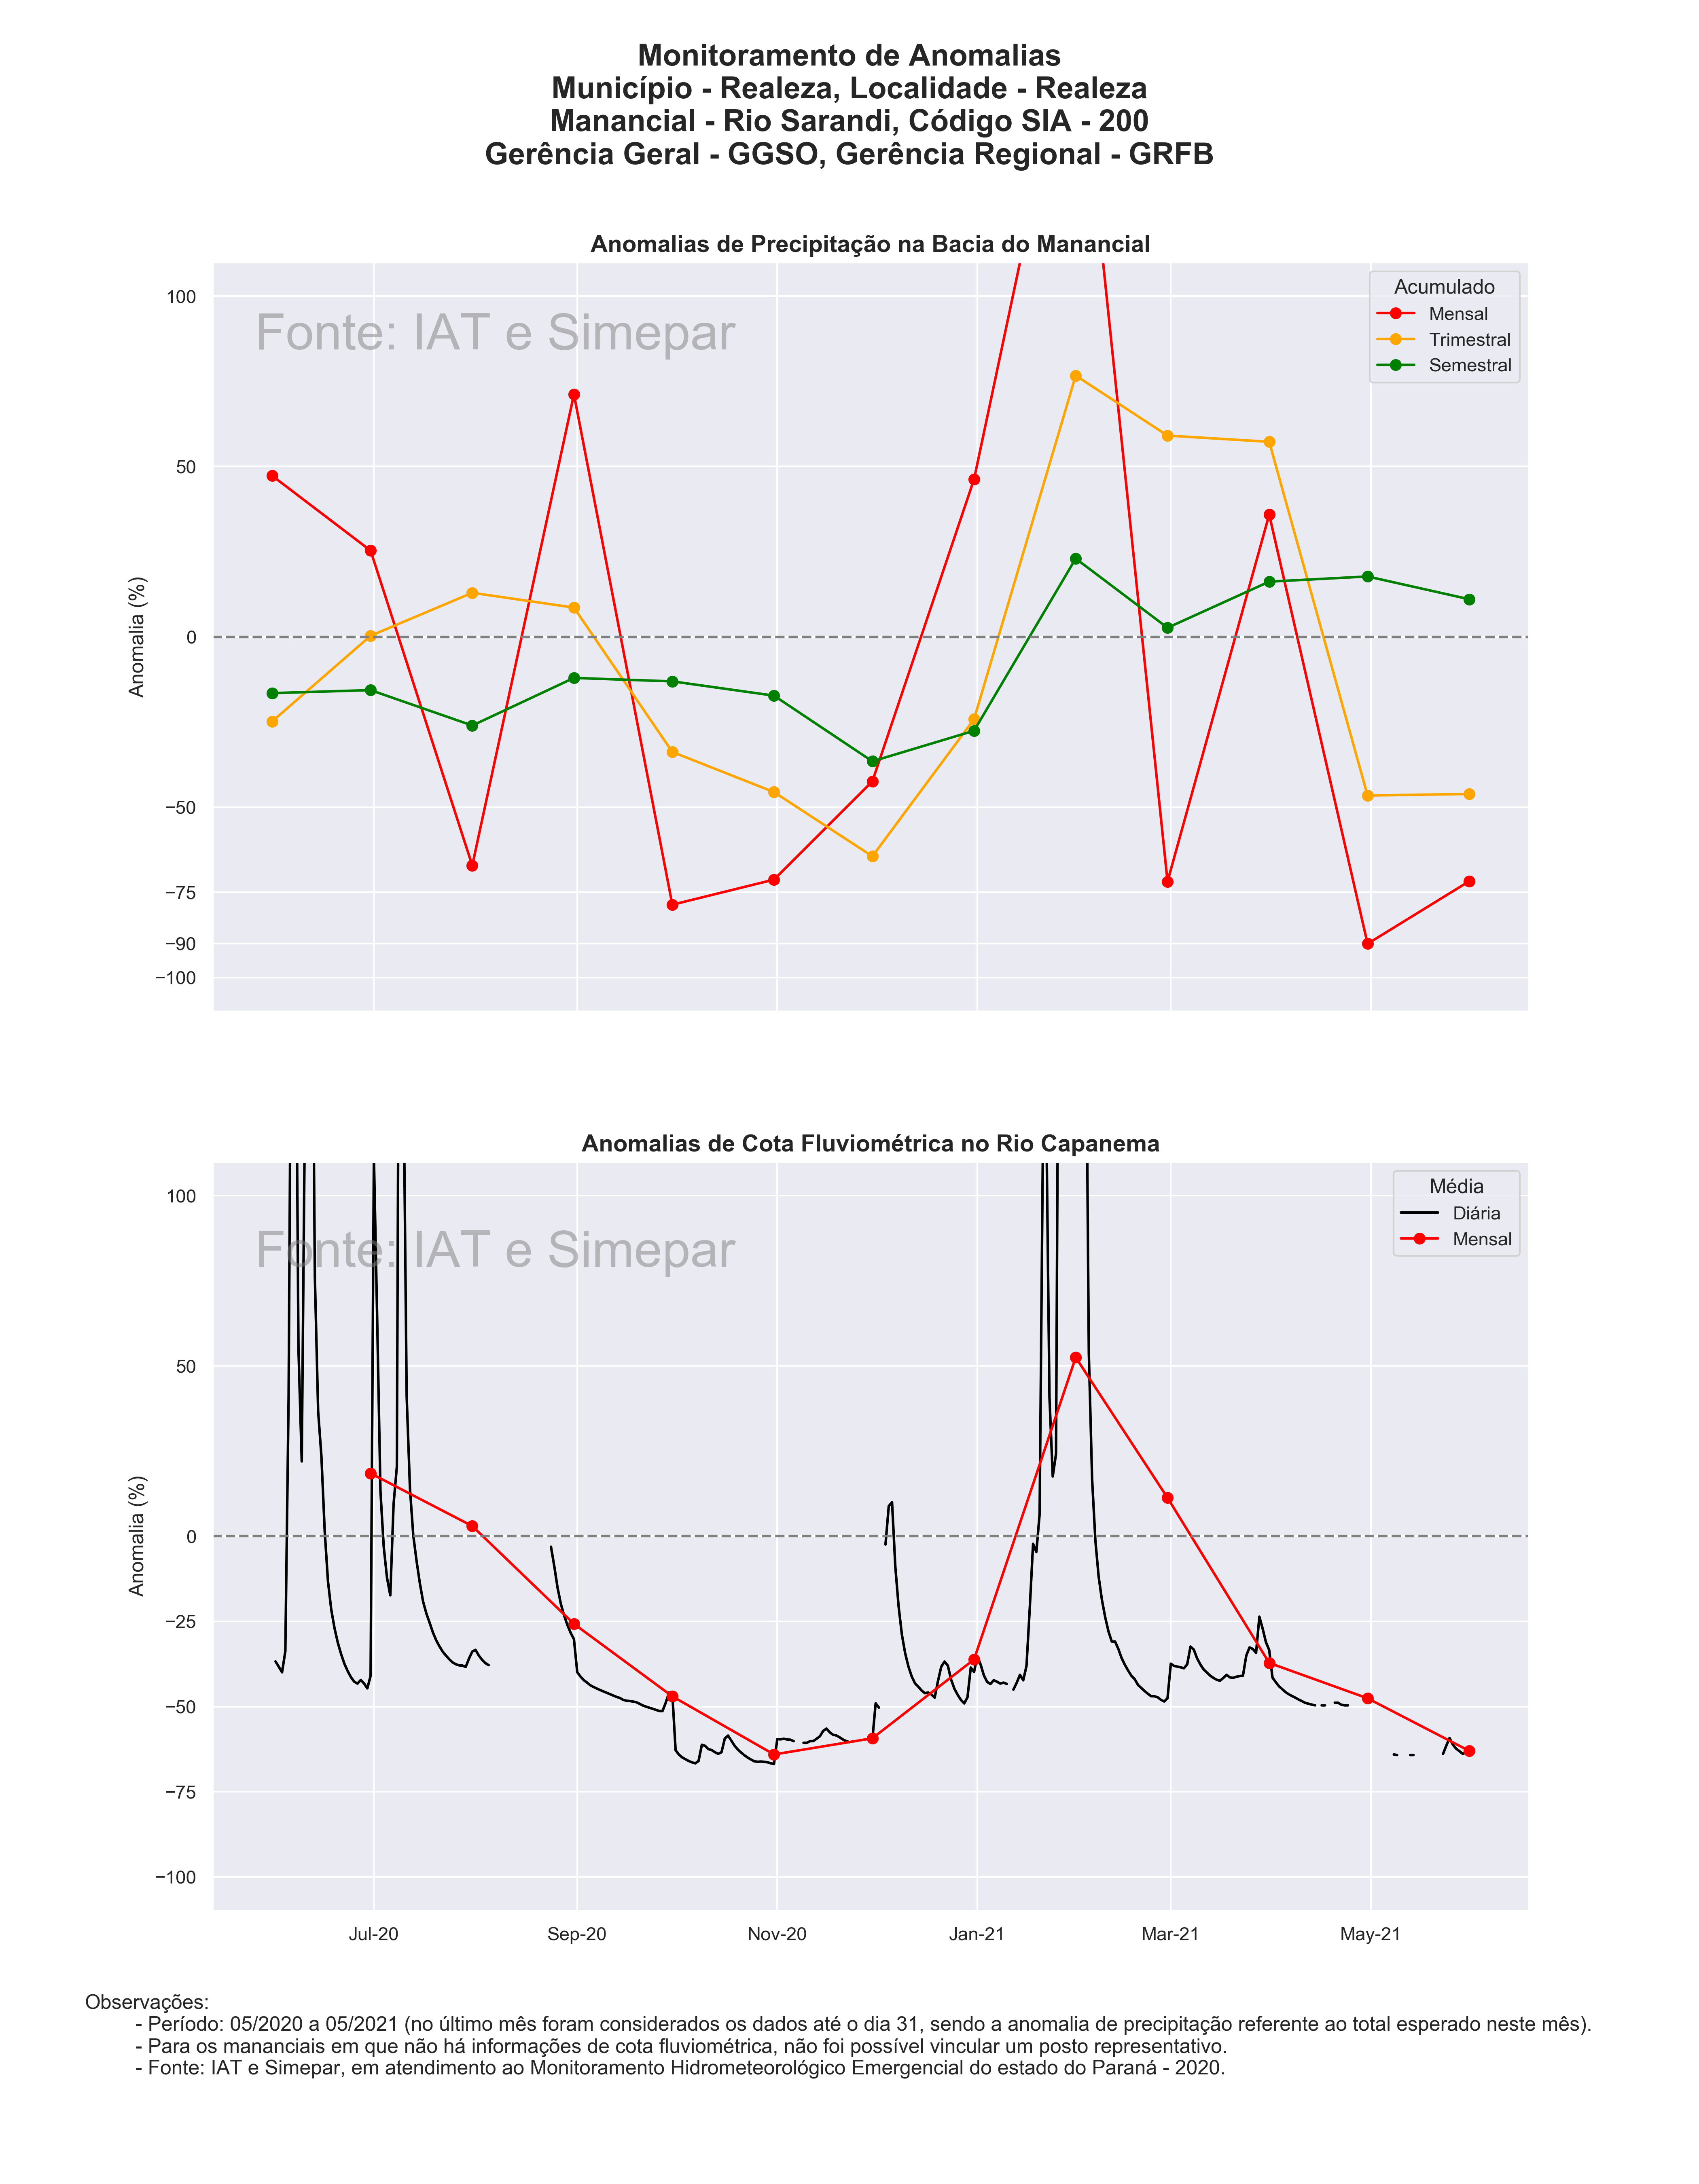 Monitoramento de Anomalias
Município - Realeza, Localidade - Realeza
Manancial - Rio Sarandi, Código SIA - 200
Gerência Geral - GGSO, Gerência Regional - GRFB
Anomalias de Precipitação na Bacia do Manancial
Fonte: IAT e Simepar
Acumulado
Mensal
Trimestral
Semestral
Anomalia (%)
100
50
0
−50
−75
−90
−100
Anomalias de Cota Fluviométrica no Rio Capanema
Fonte: IAT e Simepar
Média
Diária
Mensal
Anomalia (%)
100
50
0
−25
−50
−75
−100
Jul-20
Sep-20
Nov-20
Jan-21
Mar-21
May-21
Observações:
- Período: 05/2020 a 05/2021 (no último mês foram considerados os dados até o dia 31, sendo a anomalia de precipitação referente ao total esperado neste mês).
- Para os mananciais em que não há informações de cota fluviométrica, não foi possível vincular um posto representativo.
- Fonte: IAT e Simepar, em atendimento ao Monitoramento Hidrometeorológico Emergencial do estado do Paraná - 2020.